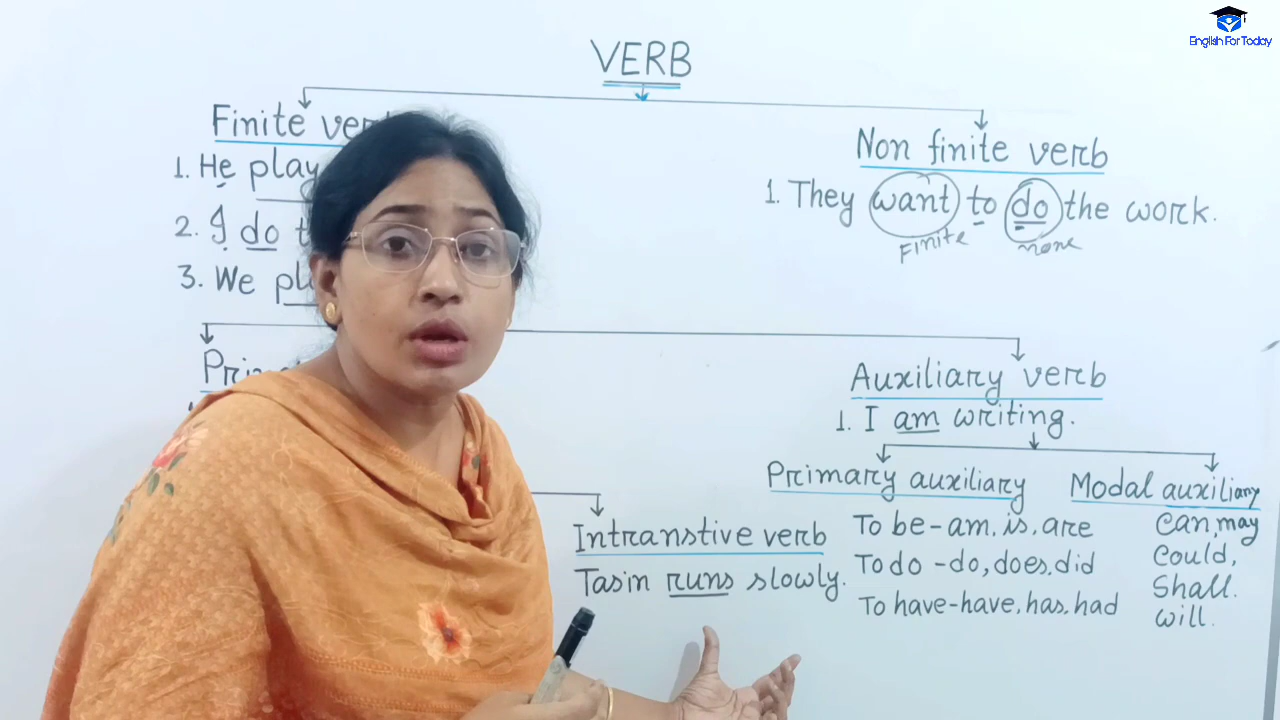 English For Today
VERB
Finite
1. He
2. I do
3. We
Non finite verb
1. They want to do the work.
Finite none
Auxiliary verb
1. I am writing.
Primary auxiliary
To be - am, is, are
To do - do, does, did
To have - have, has, had
Modal auxiliary
Can, may
Could,
Shall.
will.
Intranstive verb
Tasin runs slowly.